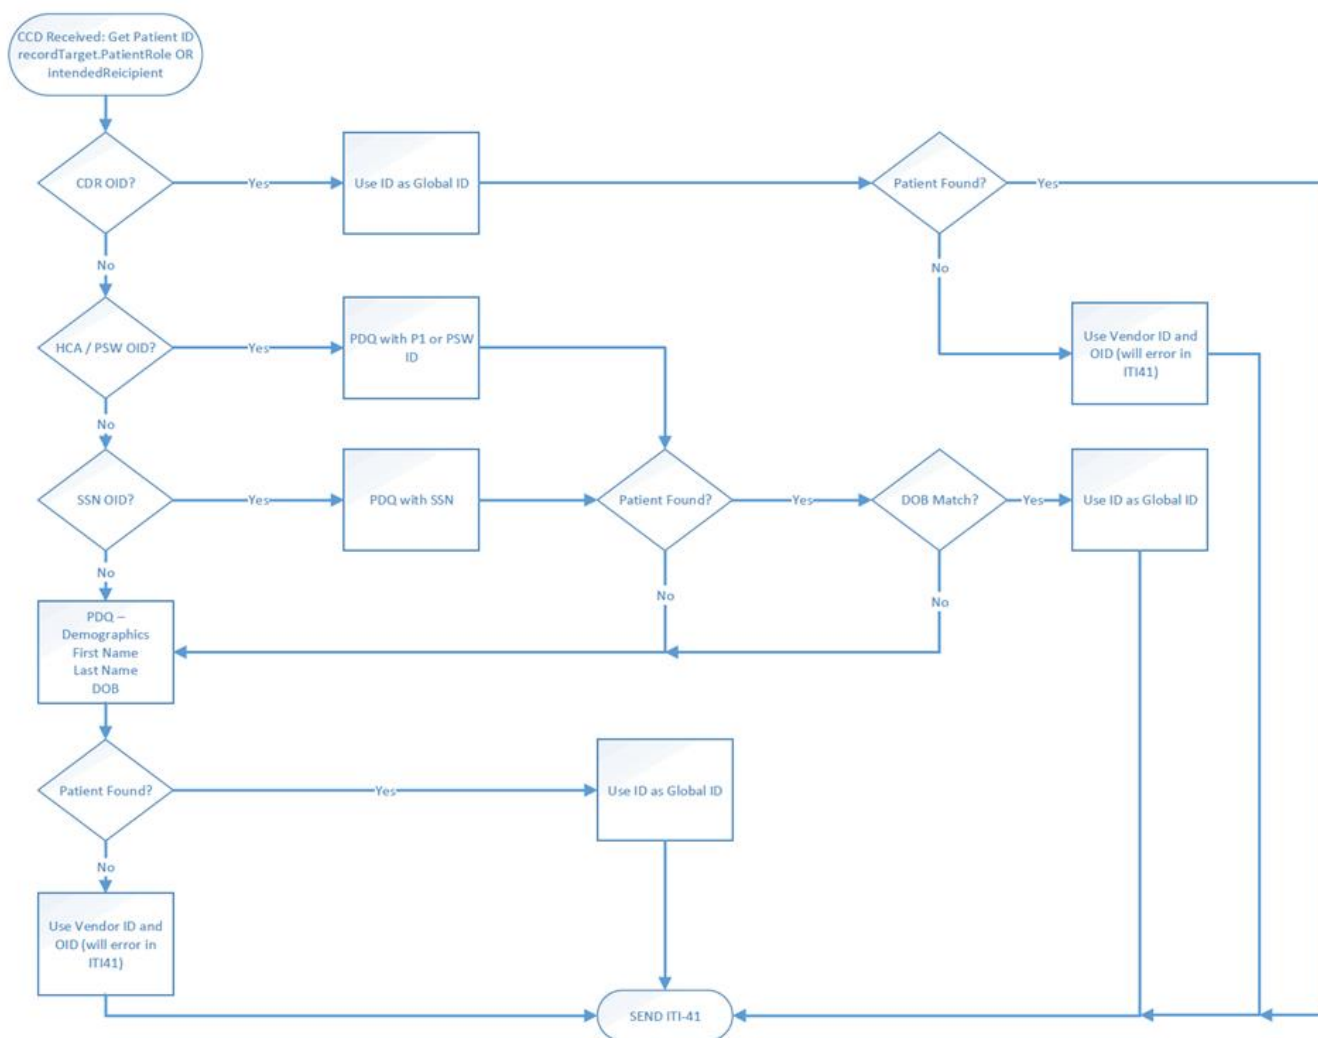 CCD Received: Get Patient ID
recordTarget.PatientRole OR
intendedReicipient
CDR OID?
Yes
Use ID as Global ID
Patient Found?
Yes
No
No
HCA / PSW OID?
Yes
PDQ with P1 or PSW
ID
Use Vendor ID and
OID (will error in
ITI41)
No
SSN OID?
Yes
PDQ with SSN
Patient Found?
Yes
DOB Match?
Yes
Use ID as Global ID
No
No
No
PDQ –
Demographics
First Name
Last Name
DOB
Patient Found?
Yes
Use ID as Global ID
No
Use Vendor ID and
OID (will error in
ITI41)
SEND ITI-41